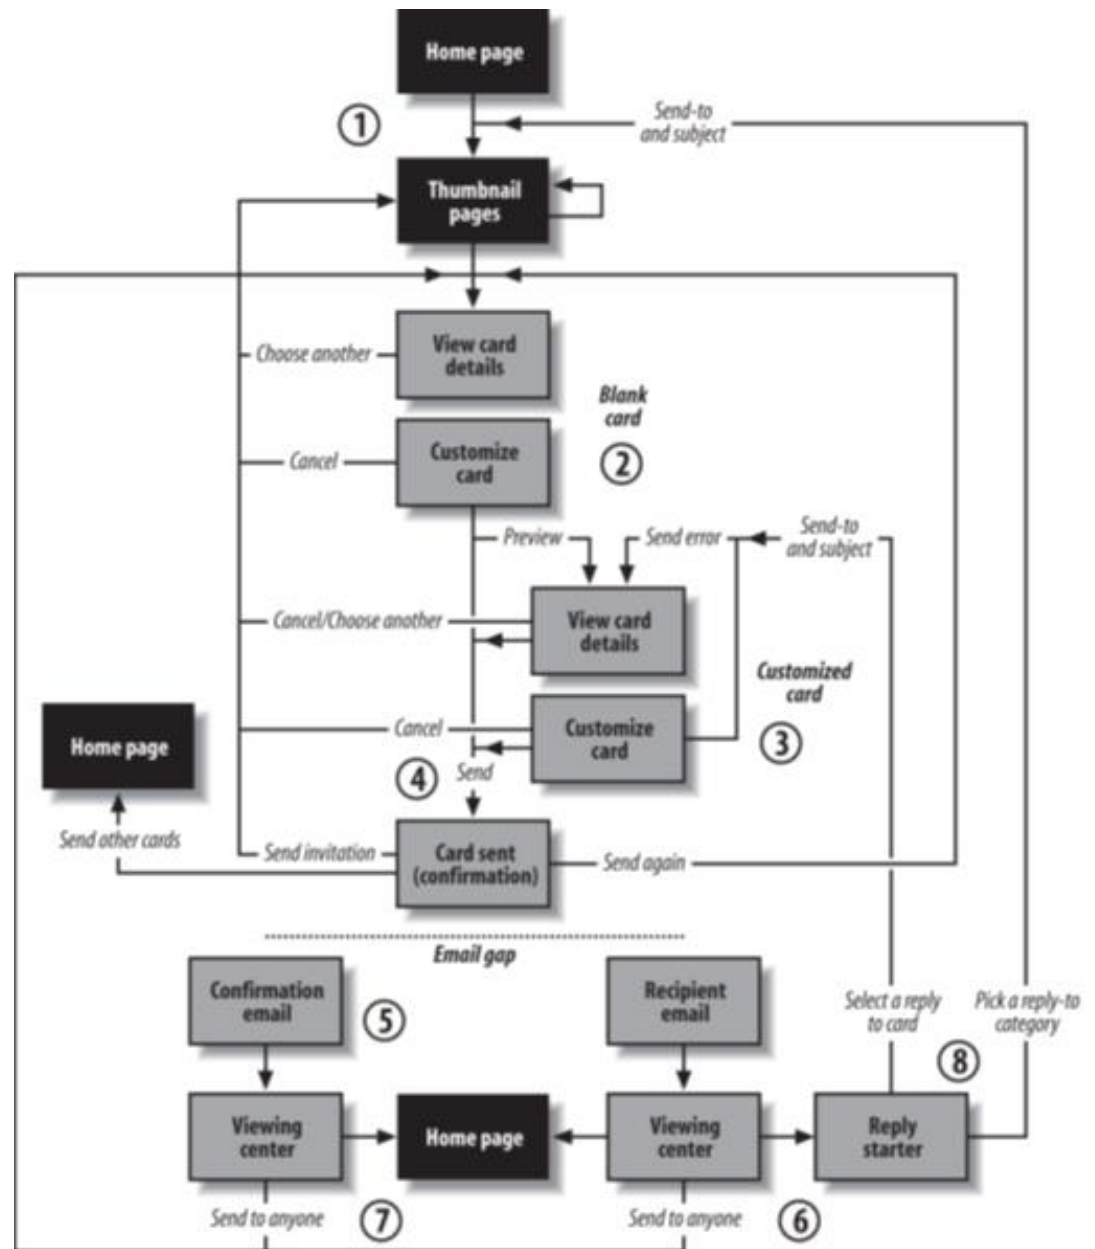 Home page
1
Send-to
and subject
Thumbnail
pages
View card
details
Choose another
Blank
card
Customize
card
Cancel
2
Preview
Send error
Send-to
and subject
View card
details
Cancel/Choose another
Customized
card
Home page
Cancel
Customize
card
3
4
Send
Send other cards
Send invitation
Card sent
(confirmation)
Send again
Email gap
Confirmation
email
5
Recipient
email
Select a reply
to card
Pick a reply-to
category
8
Viewing
center
Home page
Viewing
center
Reply
starter
Send to anyone
7
Send to anyone
6